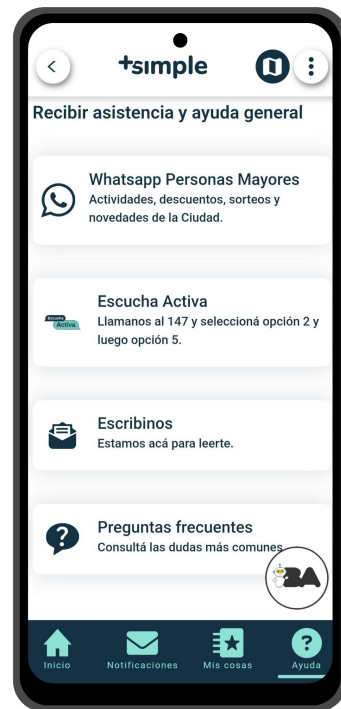 +sımple
Recibir asistencia y ayuda general
Whatsapp Personas Mayores
Actividades, descuentos, sorteos y
novedades de la Ciudad.
Escucha
Activa
Escucha Activa
Llamanos al 147 y seleccioná opción 2 y
luego opción 5.
Escribinos
Estamos acá para leerte.
?
Preguntas frecuentes
Consultá las dudas más comunes
BA
Inicio
Notificaciones
Mis cosas
?
Ayuda